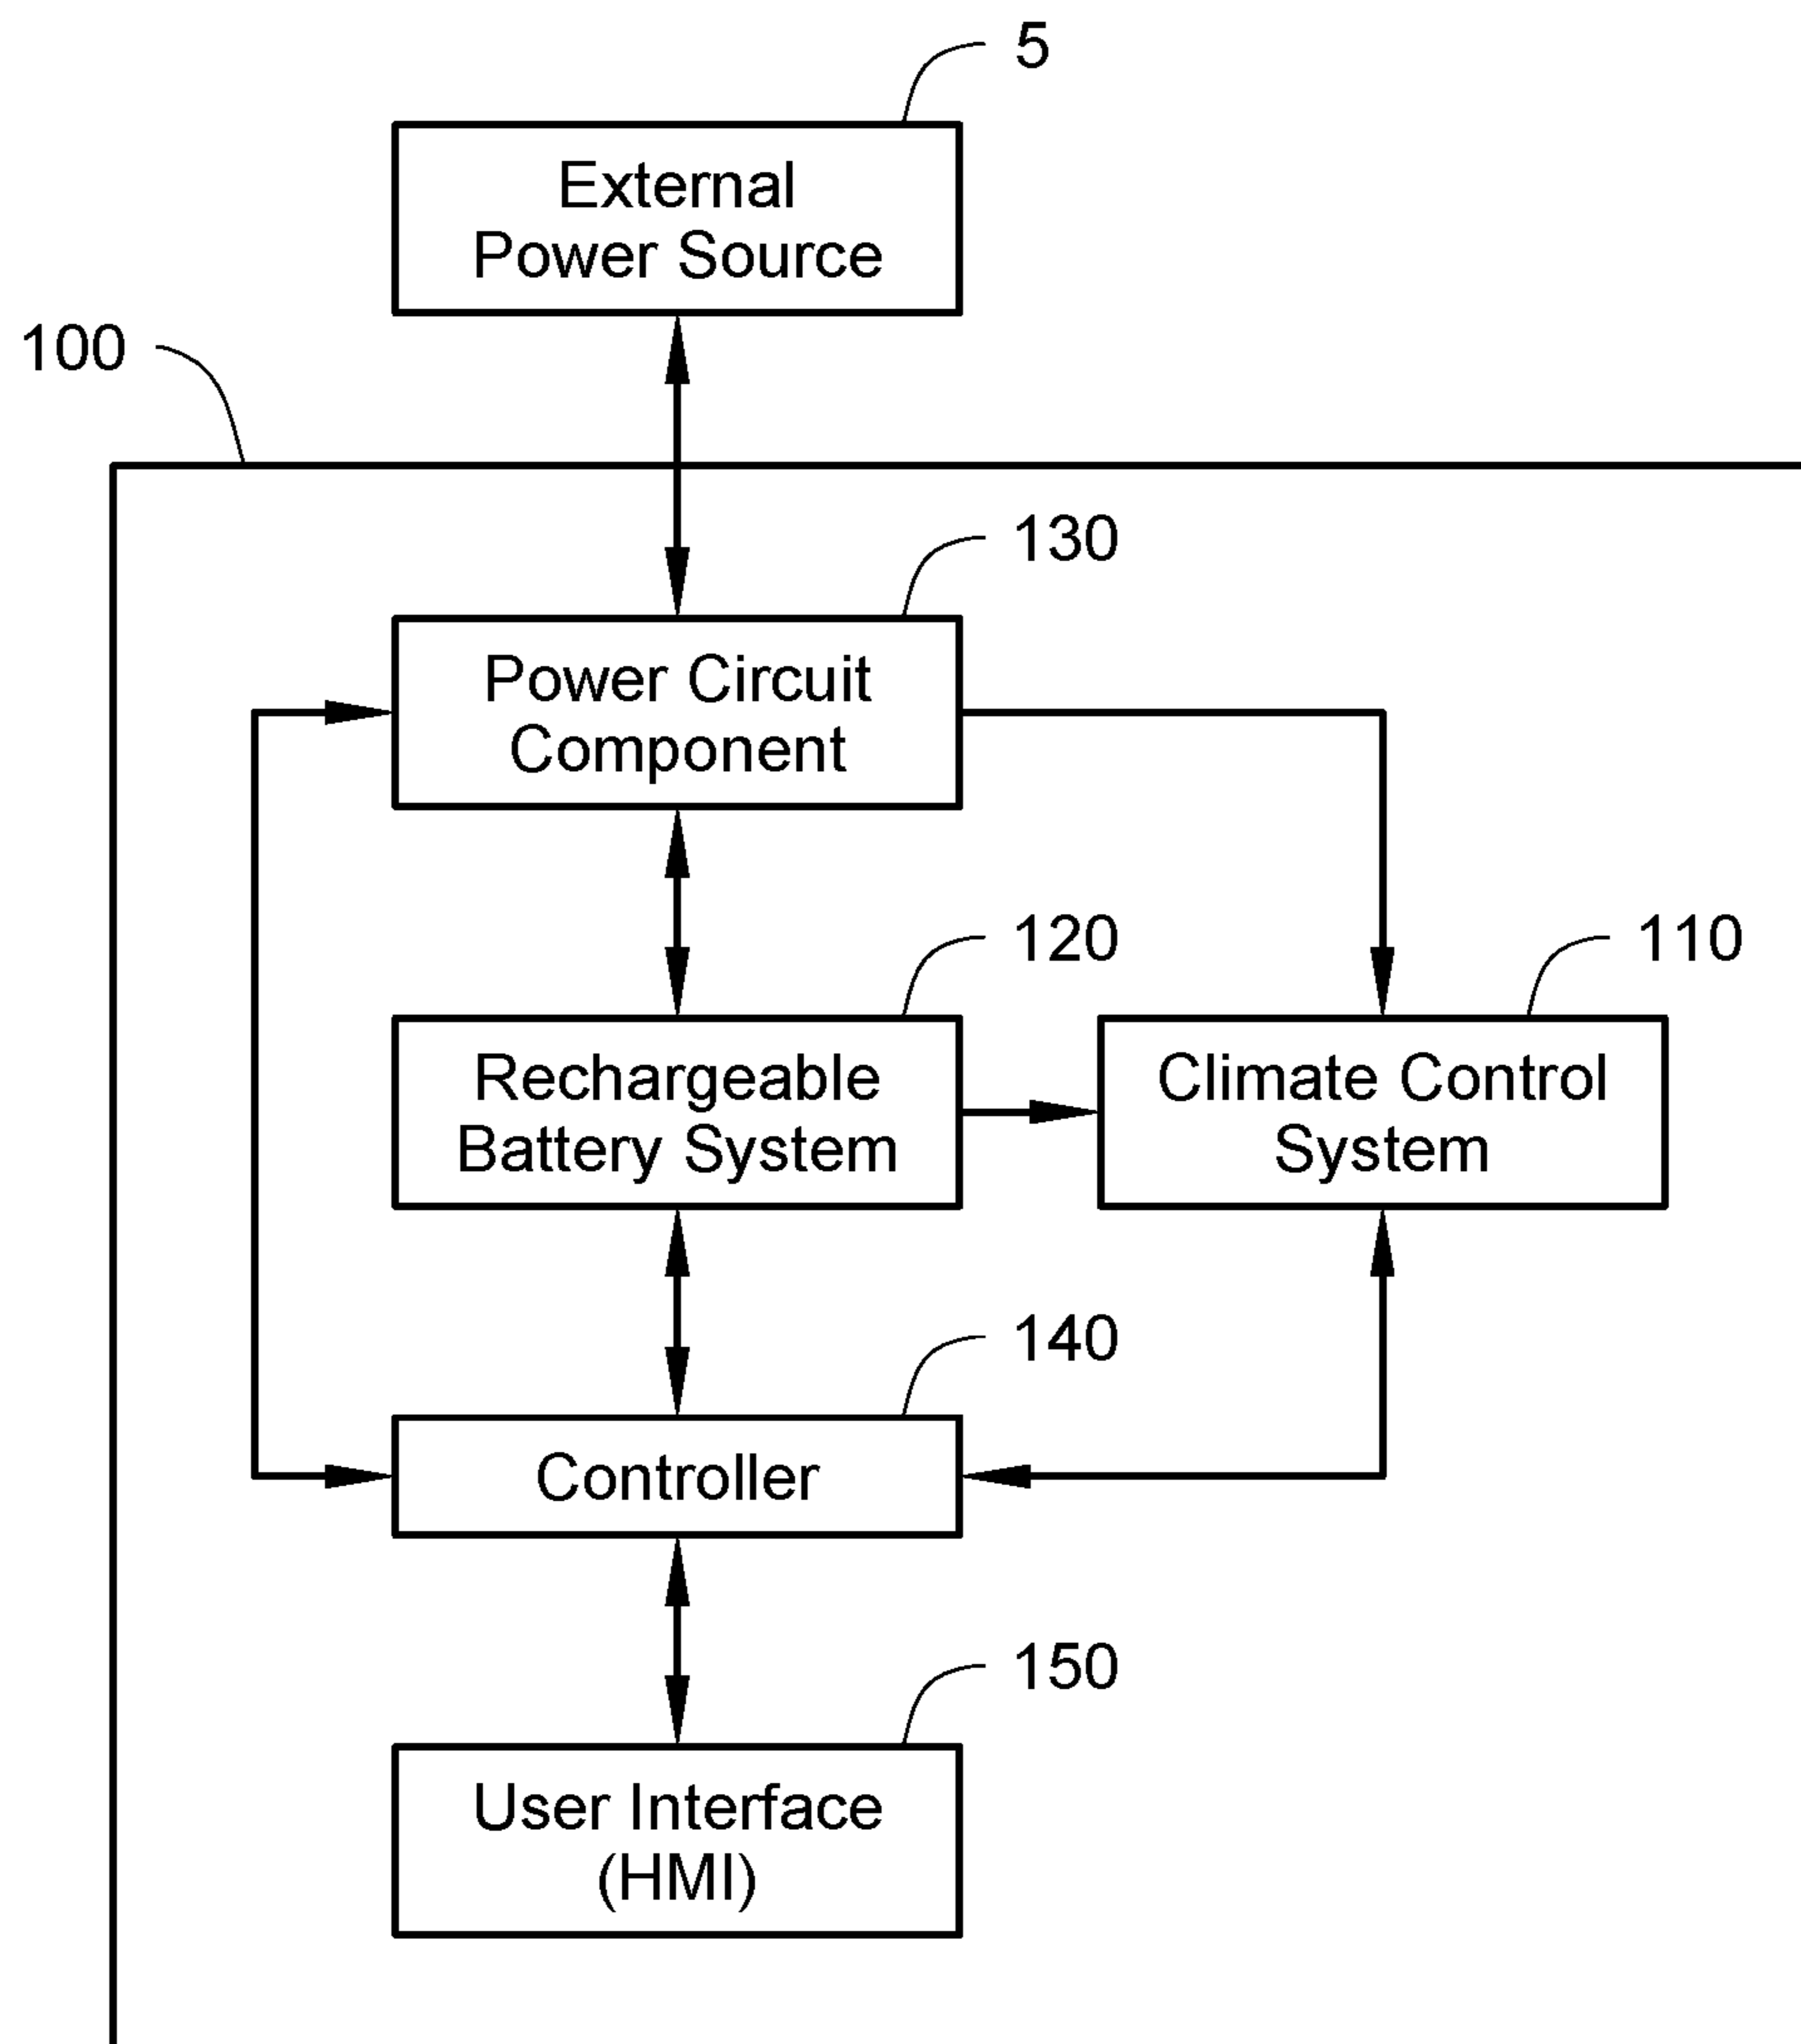 5
External
Power Source
100
130
Power Circuit
Component
120
110
Rechargeable
Battery System
Climate Control
System
140
Controller
150
User Interface
(HMI)